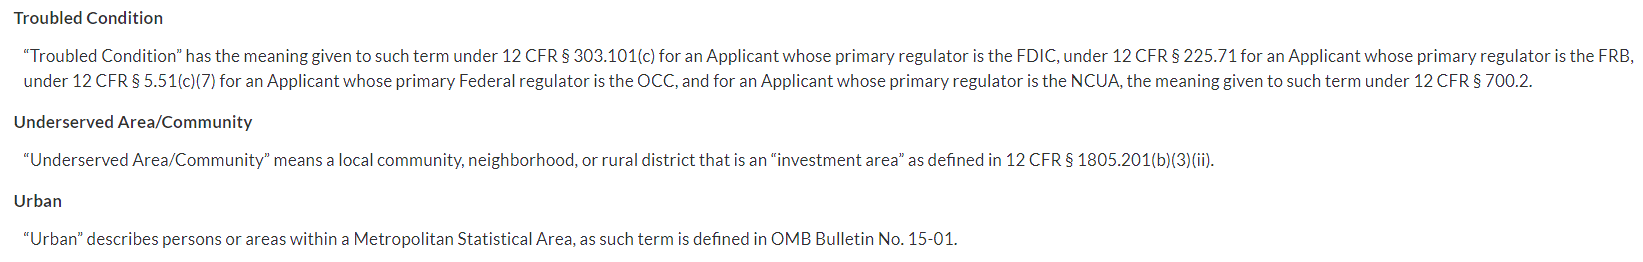 Troubled Condition
“Troubled Condition” has the meaning given to such term under 12 CFR § 303.101(c) for an Applicant whose primary regulator is the FDIC, under 12 CFR § 225.71 for an Applicant whose primary regulator is the FRB,
under 12 CFR § 5.51(c)(7) for an Applicant whose primary Federal regulator is the OCC, and for an Applicant whose primary regulator is the NCUA, the meaning given to such term under 12 CFR § 700.2.
Underserved Area/Community
“Underserved Area/Community” means a local community, neighborhood, or rural district that is an “investment area” as defined in 12 CFR § 1805.201(b)(3)(ii).
Urban
“Urban” describes persons or areas within a Metropolitan Statistical Area, as such term is defined in OMB Bulletin No. 15-01.